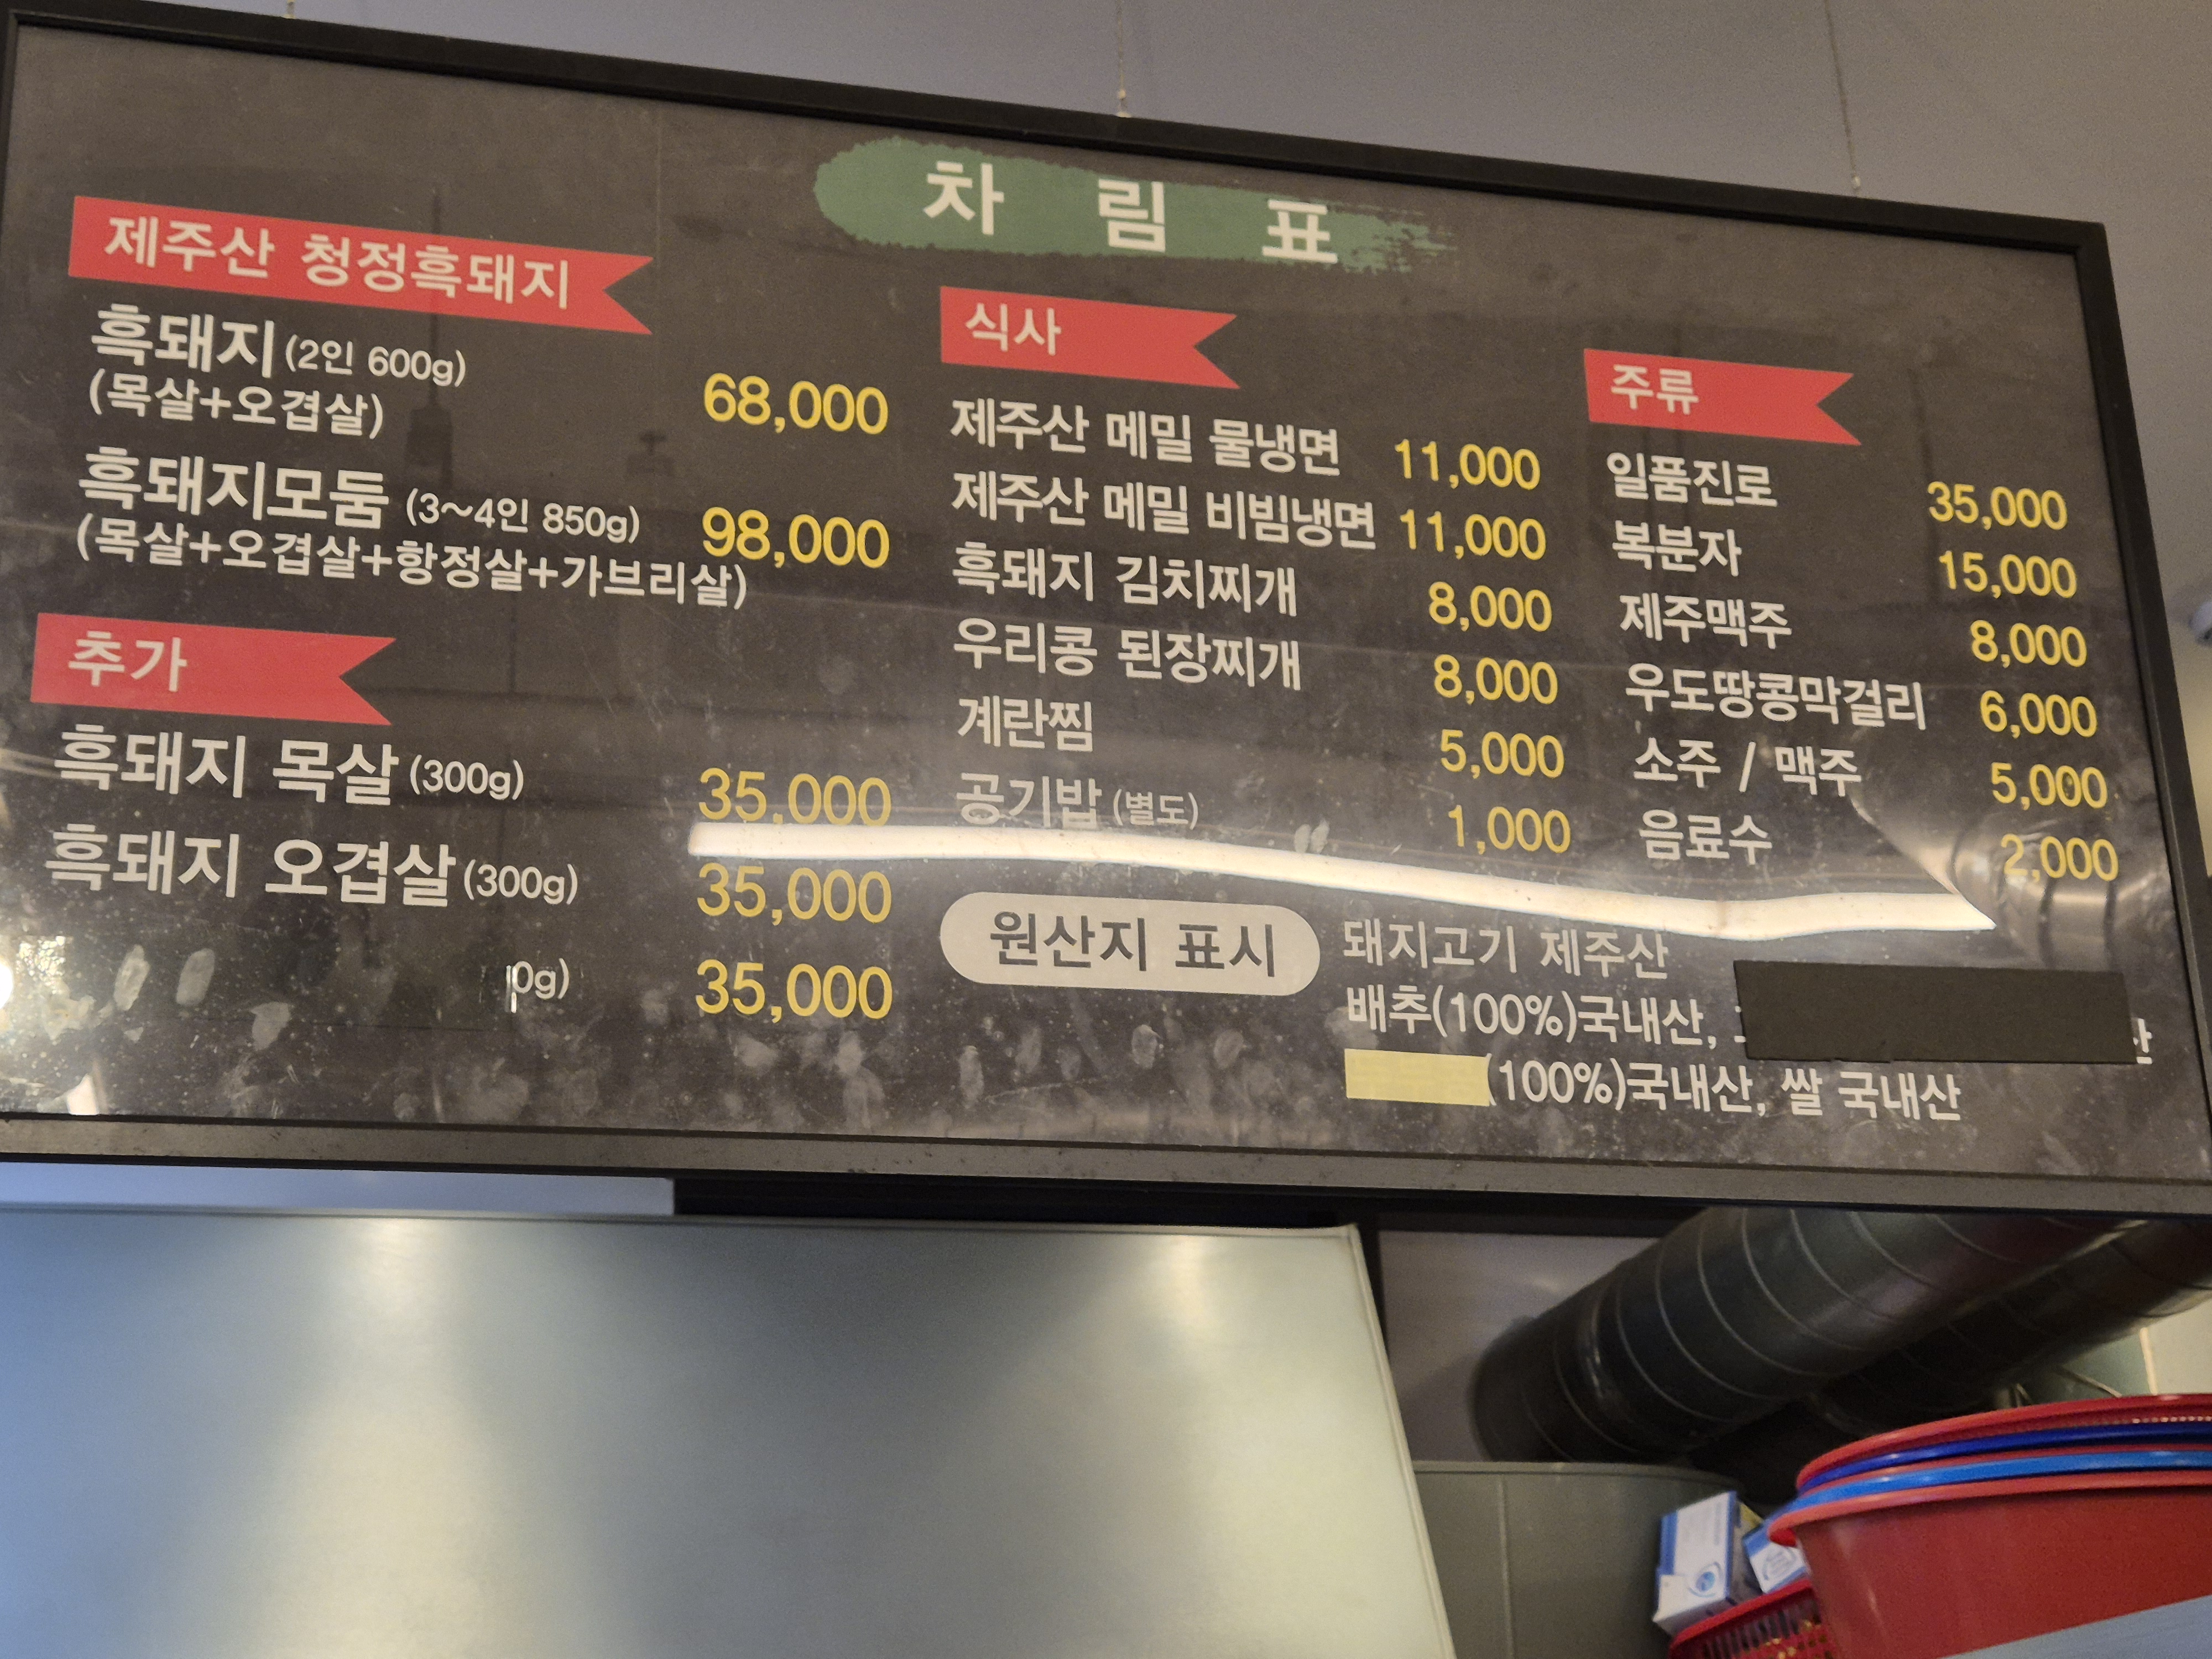 차 림 표
제주산 청정흑돼지
흑돼지 (2인 600g)
(목살+오겹살) 68,000
흑돼지모둠 (3~4인 850g) 98,000
(목살+오겹살+항정살+가브리살)
추가
흑돼지 목살 (300g) 35,000
흑돼지 오겹살 (300g) 35,000
0g) 35,000
식사
제주산 메밀 물냉면 11,000
제주산 메밀 비빔냉면 11,000
흑돼지 김치찌개 8,000
우리콩 된장찌개 8,000
계란찜 5,000
공기밥 (별도) 1,000
주류
일품진로 35,000
복분자 15,000
제주맥주 8,000
우도땅콩막걸리 6,000
소주 / 맥주 5,000
음료수 2,000
원산지 표시
돼지고기 제주산
배추(100%)국내산,
(100%)국내산, 쌀 국내산